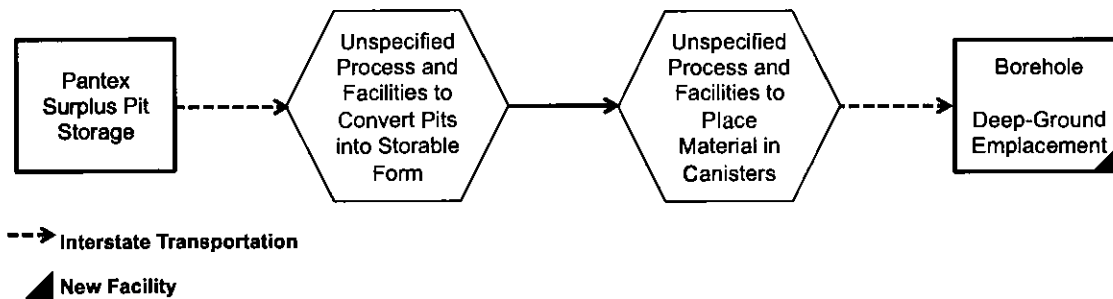 Pantex
Surplus Pit
Storage
Unspecified
Process and
Facilities to
Convert Pits
into Storable
Form
Unspecified
Process and
Facilities to
Place
Material in
Canisters
Borehole
Deep-Ground
Emplacement
Interstate Transportation
New Facility